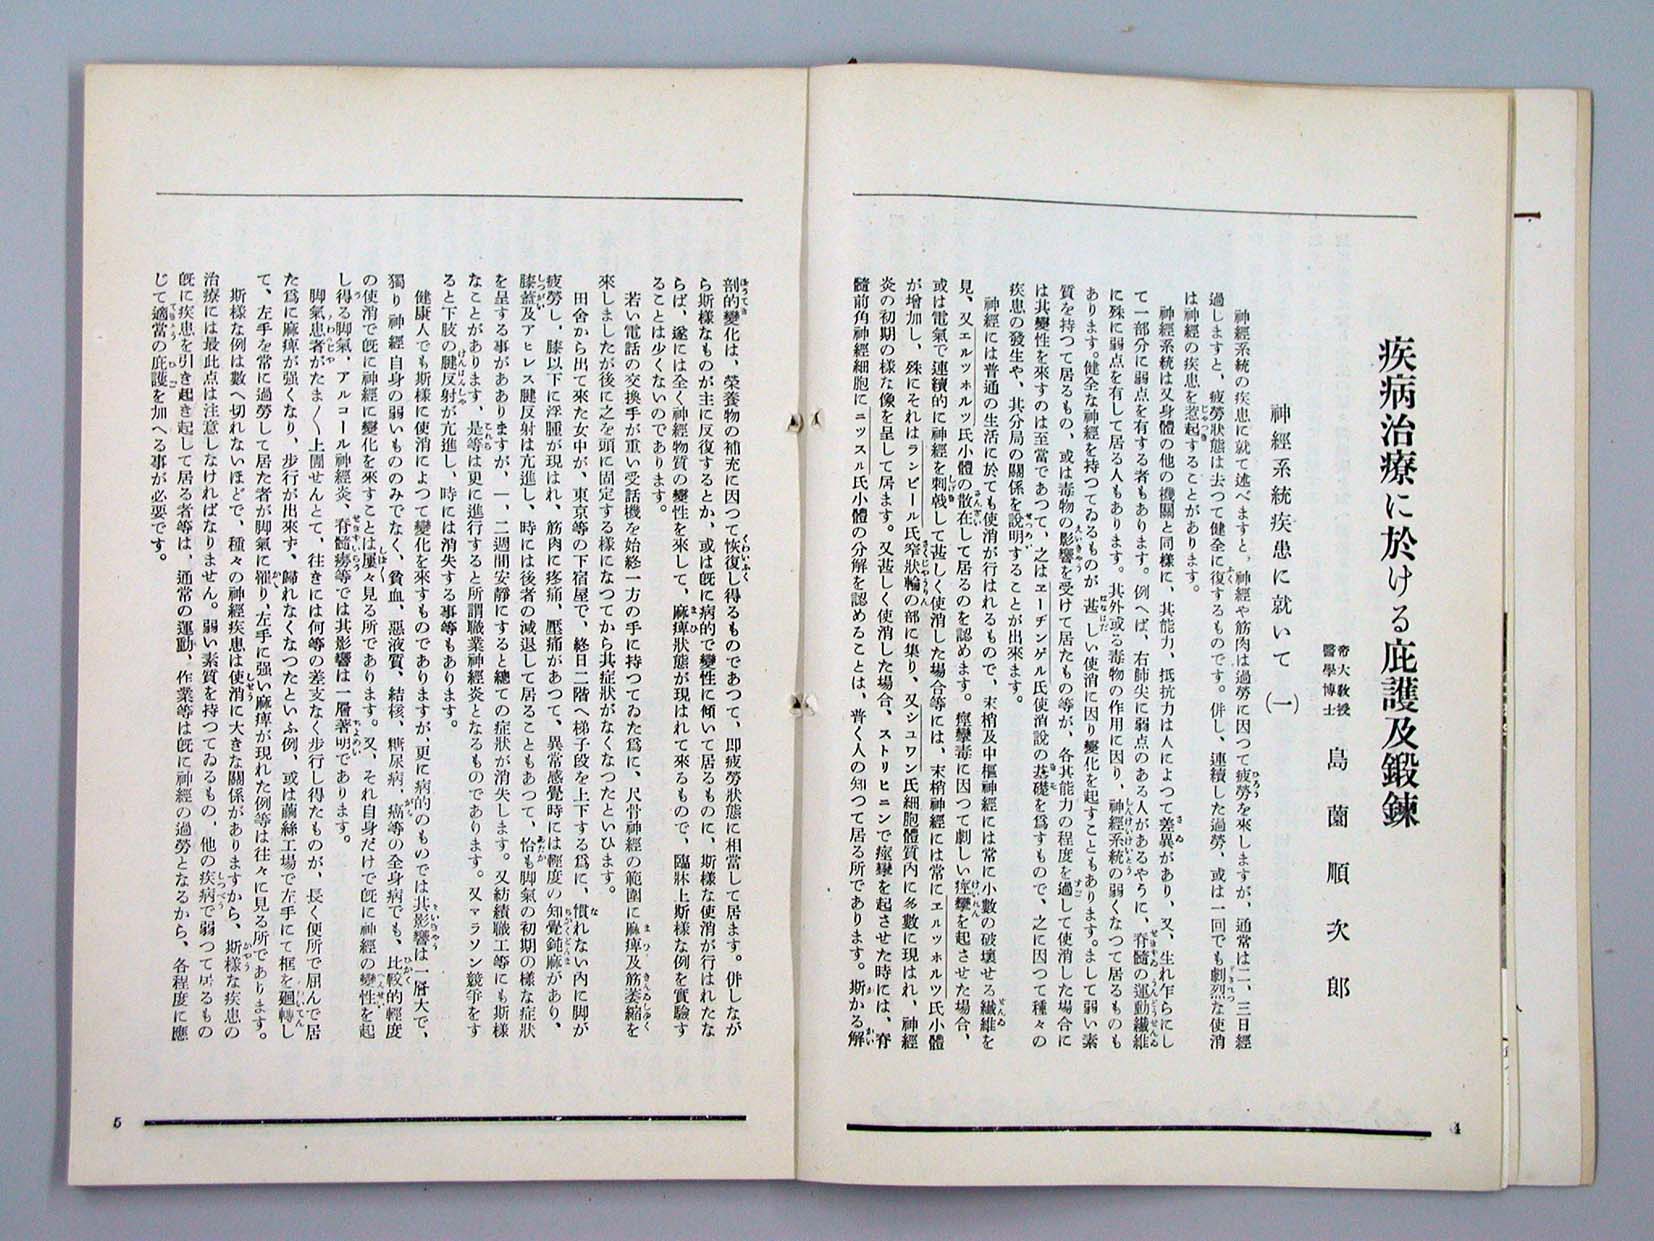 疾病治療に於ける庇護及鍛錬
帝大教授
醫學博士
島薗順次郎
神經系統疾患に就いて(一)
神經系統の疾患に就て述べますと、神經や筋肉は過勞に因つて疲勞を來しますが、通常は二、三日經
過しますと、疲勞狀態は去つて健全に復するものです。併し、連續した過勞、或は一回でも劇烈な使消
は神經の疾患を惹起することがあります。
神經系統は又身體の他の機關と同樣に、其能力、抵抗力は人によつて差異があり、又、生れ乍らにし
て一部分に弱点を有する者もあります。例へば、右肺尖に弱点のある人があるやうに、脊髓の運動纖維
に殊に弱点を有して居る人もあります。其外或る毒物の作用に因り、神經系統の弱くなつて居るものも
あります。健全な神經を持つてゐるものが甚しい使消に因り變化を起すこともあります。まして弱い素
質を持つて居るもの、或は毒物の影響を受けて居たもの等が、各其能力の程度を過して使消した場合に
は其變性を來すのは至當であつて、之はエーヂンゲル氏使消說の基礎を爲すもので、之に因つて種々の
疾患の發生や、其分局の關係を說明することが出來ます。
神經には普通の生活に於ても使消が行はれるもので、末梢及中樞神經には常に小數の破壞せる纖維を
見、又エルツホルツ氏小體の散在して居るのを認めます。痙攣毒に因つて劇しい痙攣を起させた場合、
或は電氣で連續的に神經を刺戟して甚しく使消した場合等には、末梢神經には常にエルツホルツ氏小體
が增加し、殊にそれはランビール氏窄狀輪の部に集り、又シュワン氏細胞體質內に多數に現はれ、神經
炎の初期の樣な像を呈して居ます。又甚しく使消した場合、ストリヒニンで痙攣を起させた時には、脊
髓前角神經細胞にニツスル氏小體の分解を認めることは、普く人の知つて居る所であります。斯かる解
4
剖的變化は、榮養物の補充に因つて恢復し得るものであつて、卽疲勞狀態に相當して居ます。併しなが
ら斯樣なものが主に反復するとか、或は旣に病的で變性に傾いて居るものに、斯樣な使消が行はれたな
らば、遂には全く神經物質の變性を來して、麻痺狀態が現はれて來るもので、臨牀上斯樣な例を實驗す
ることは少くないのであります。
若い電話の交換手が重い受話機を始終一方の手に持つてゐた爲に、尺骨神經の範圍に麻痺及筋萎縮を
來しましたが後に之を頭に固定する樣になつてから其症狀がなくなつたといひます。
田舍から出て來た女中が、東京等の下宿屋で、終日二階へ梯子段を上下する爲に、慣れない內に脚が
疲勞し、膝以下に浮腫が現はれ、筋肉に疼痛、壓痛があつて、異常感覺時には輕度の知覺鈍麻があり、
膝蓋及アヒレス腱反射は亢進し、時には後者の減退して居ることもあつて、恰も脚氣の初期の樣な症狀
を呈する事がありますが、一、二週間安靜にすると總ての症狀が消失します。又紡績職工等にも斯樣
なことがあります、是等は更に進行すると所謂職業神經炎となるものであります。又マラソン競爭をす
ると下肢の腱反射が亢進し、時には消失する事等もあります。
健康人でも斯樣に使消によつて變化を來すものでありますが、更に病的のものでは其影響は一層大で、
獨り神經自身の弱いもののみでなく、貧血、惡液質、結核、糖尿病、癌等の全身病でも、比較的輕度
の使消で旣に神經に變化を來すことは屢々見る所であります。又、それ自身だけで旣に神經の變性を起
し得る脚氣、アルコール神經炎、脊髓癆等では其影響は一層著明であります。
脚氣患者がたま〱上圊せんとて、往きには何等の差支なく步行し得たものが、長く便所で屈んで居
た爲に麻痺が强くなり、步行が出來ず、歸れなくなつたといふ例、或は繭絲工場で左手にて框を廻轉し
て、左手を常に過勞して居た者が脚氣に罹り、左手に强い麻痺が現れた例等は往々に見る所であります。
斯樣な例は數へ切れないほどで、種々の神經疾患は使消に大きな關係がありますから、斯樣な疾患の
治療には最此点は注意しなければなりません。弱い素質を持つてゐるもの、他の疾病で弱つて居るもの
旣に疾患を引き起き起して居る者等は、通常の運動、作業等は旣に神經の過勞となるから、各程度に應
じて適當の庇護を加へる事が必要です。
5